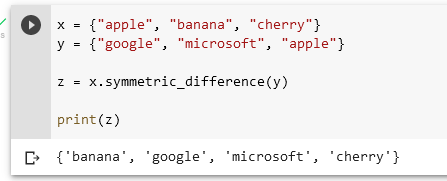 x = {"apple", "banana", "cherry"}
y = {"google", "microsoft", "apple"}
z = x.symmetric_difference(y)
print(z)
{'banana', 'google', 'microsoft', 'cherry'}